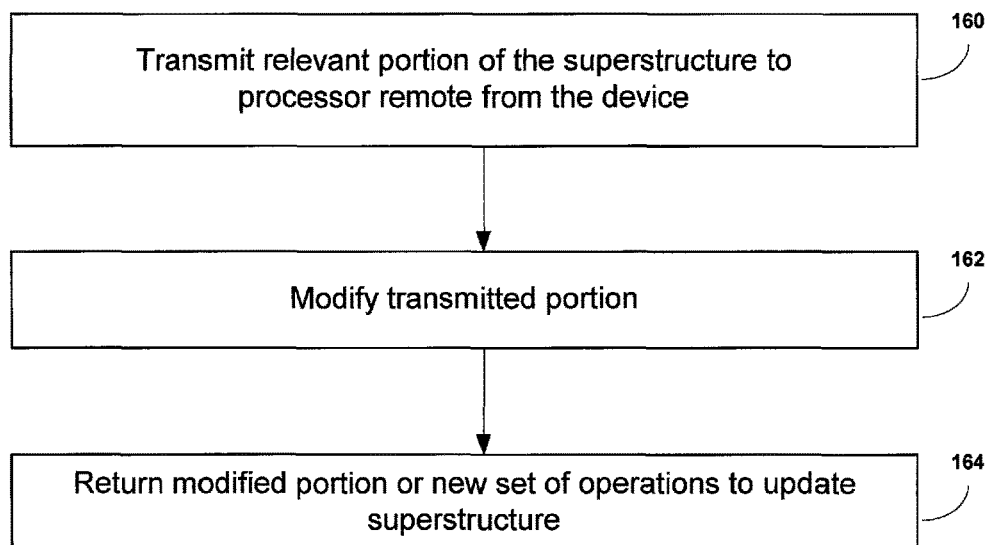 160
Transmit relevant portion of the superstructure to
processor remote from the device
162
Modify transmitted portion
164
Return modified portion or new set of operations to update
superstructure